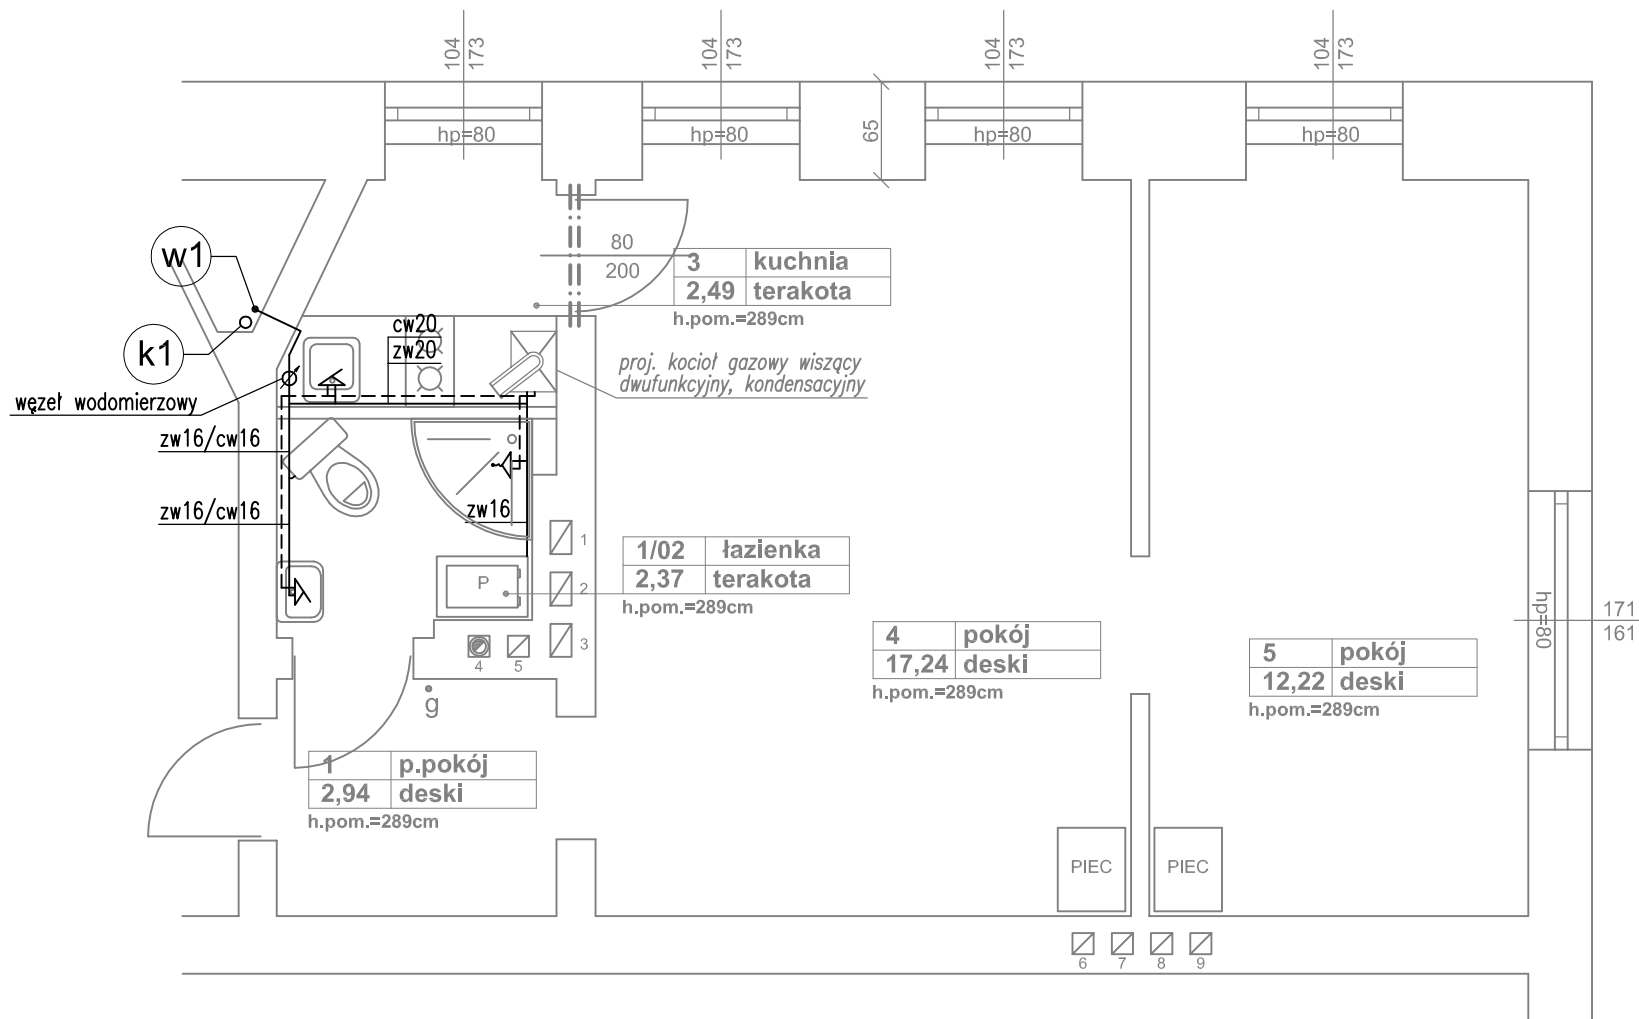 104
173
104
173
104
173
104
173
hp=80
hp=80
65
hp=80
hp=80
w1
80
200
3 kuchnia
2,49 terakota
h.pom.=289cm
k1
cw20
zw20
proj. kocioł gazowy wiszący
dwufunkcyjny, kondensacyjny
węzeł wodomierzowy
zw16/cw16
zw16/cw16
zw16
1
1/02 łazienka
2,37 terakota
h.pom.=289cm
P
2
3
4
5
hp=80
171
161
4 pokój
17,24 deski
h.pom.=289cm
5 pokój
12,22 deski
h.pom.=289cm
g
1 p.pokój
2,94 deski
h.pom.=289cm
PIEC
PIEC
6
7
8
9